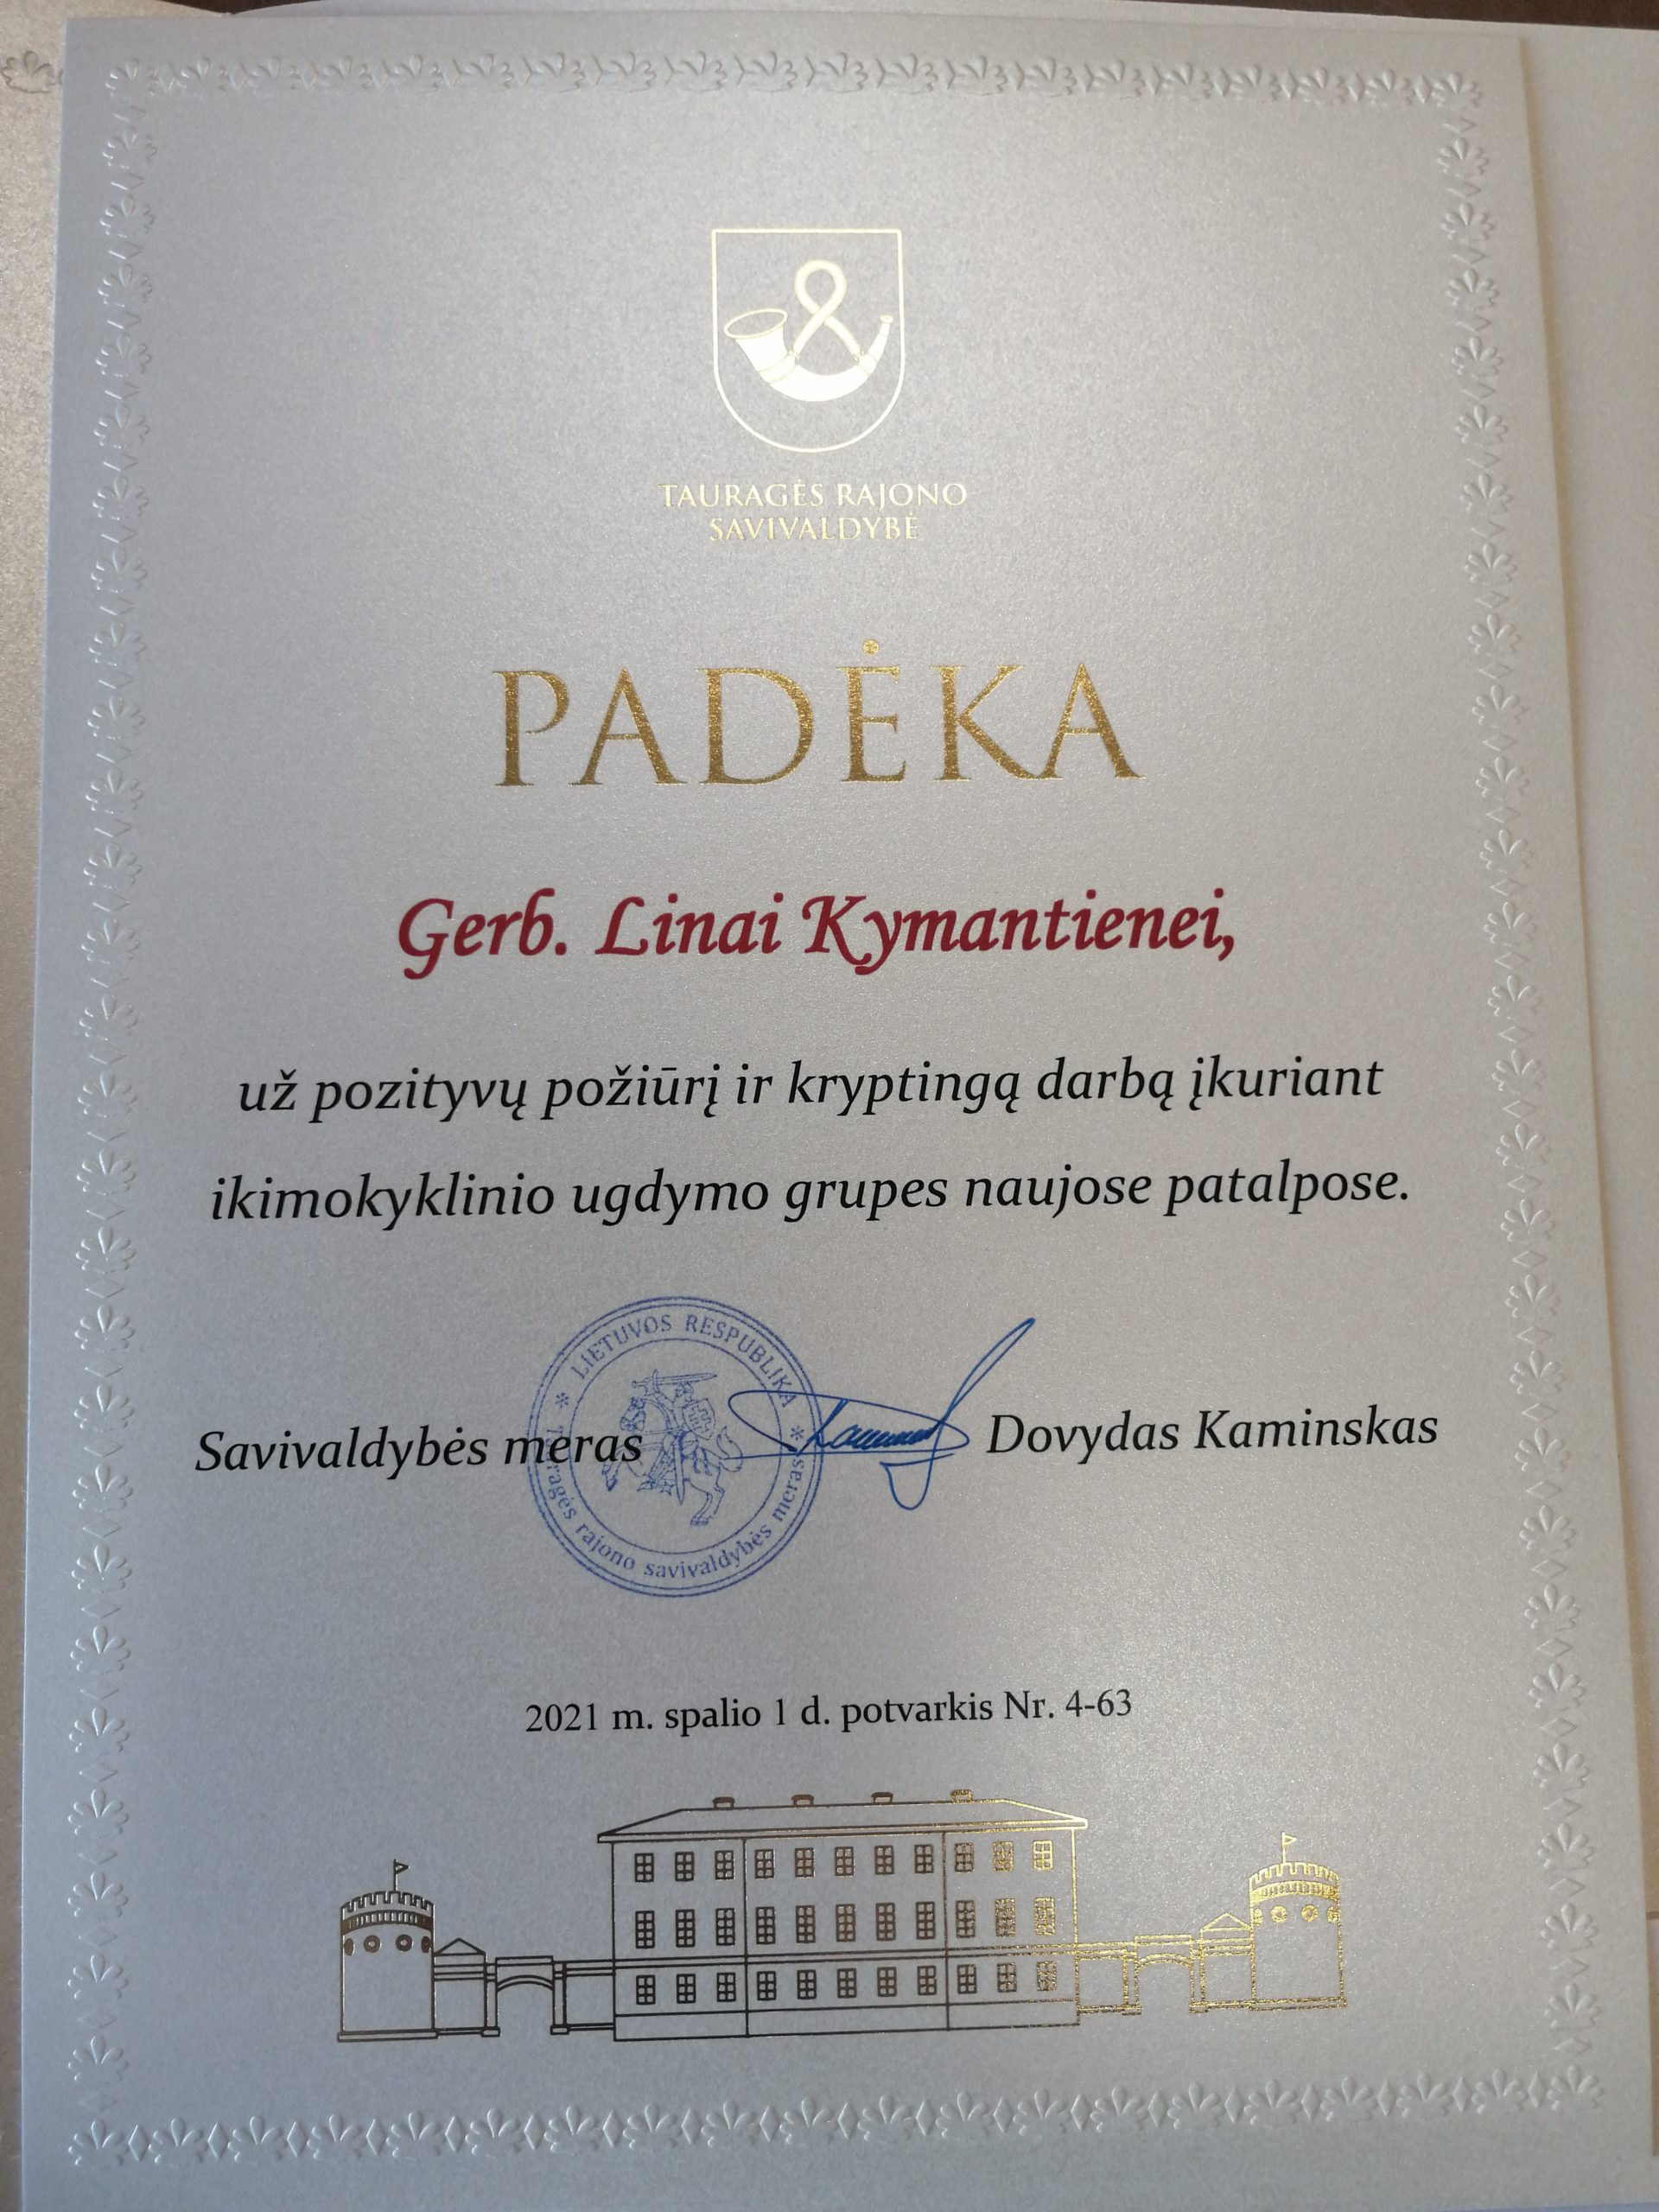 TAURAGĖS RAJONO
SAVIVALDYBĖ
PADĖKA
Gerb. Linai Kymantienei,
už pozityvų požiūrį ir kryptingą darbą įkuriant
ikimokyklinio ugdymo grupes naujose patalpose.
LIETUVOS RESPUBLIKA
Savivaldybės meras
Dovydas Kaminskas
rajono savivaldybės meras
2021 m. spalio 1 d. potvarkis Nr. 4-63